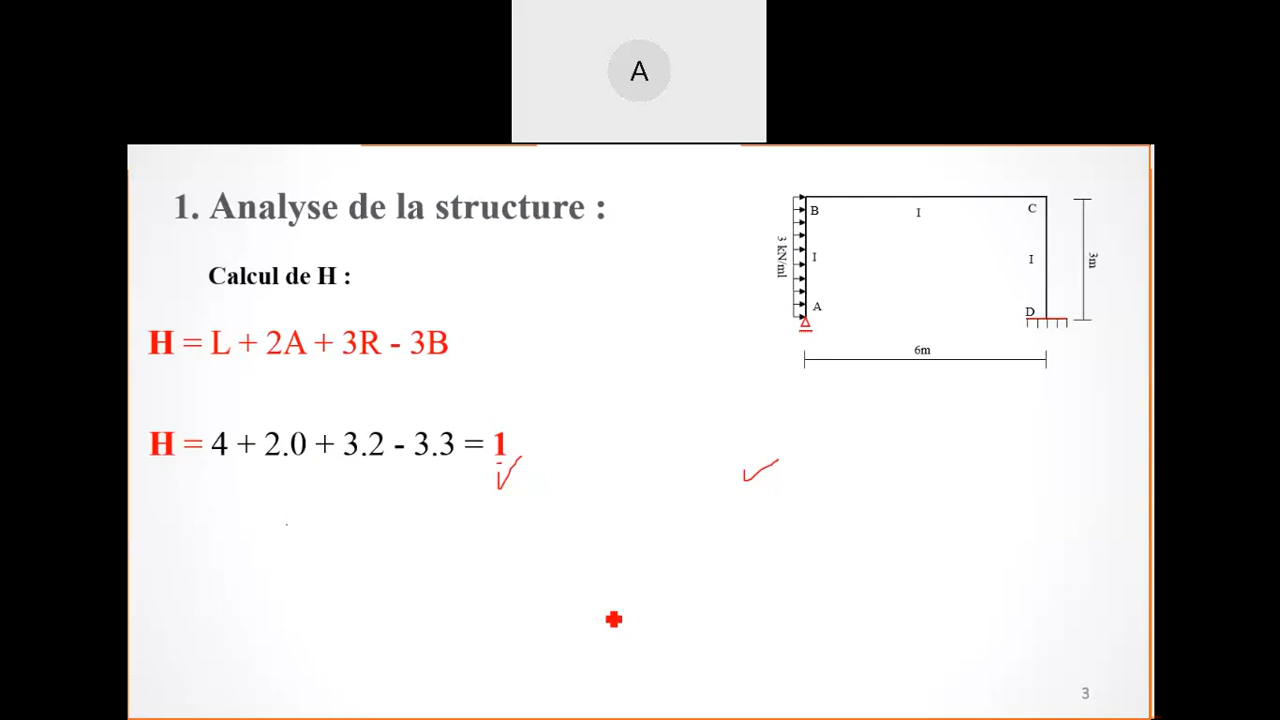 A
1. Analyse de la structure :
Calcul de H :
H = L + 2A + 3R - 3B
H = 4 + 2.0 + 3.2 - 3.3 = 1
B
I
C
3 kN/ml
I
I
3m
A
D
6m
3